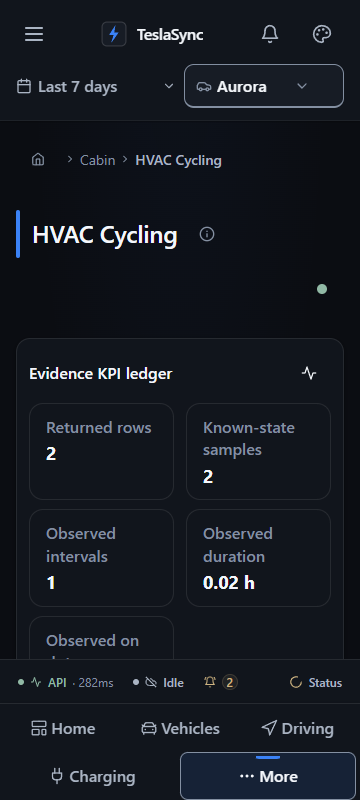 TeslaSync
Last 7 days
Aurora
Cabin
HVAC Cycling
HVAC Cycling
Evidence KPI ledger
Returned rows
2
Known-state
samples
2
Observed
intervals
1
Observed
duration
0.02 h
Observed on
API · 282ms
Idle
2
Status
Home
Vehicles
Driving
Charging
More